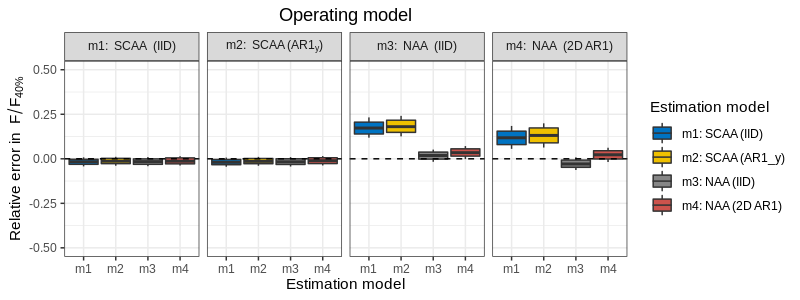 Operating model
m1: SCAA (IID)
m2: SCAA (AR1y)
m3: NAA (IID)
m4: NAA (2D AR1)
Relative error in F/F40%
0.50
0.25
0.00
-0.25
-0.50
m1 m2 m3 m4
m1 m2 m3 m4
m1 m2 m3 m4
m1 m2 m3 m4
Estimation model
Estimation model
m1: SCAA (IID)
m2: SCAA (AR1_y)
m3: NAA (IID)
m4: NAA (2D AR1)